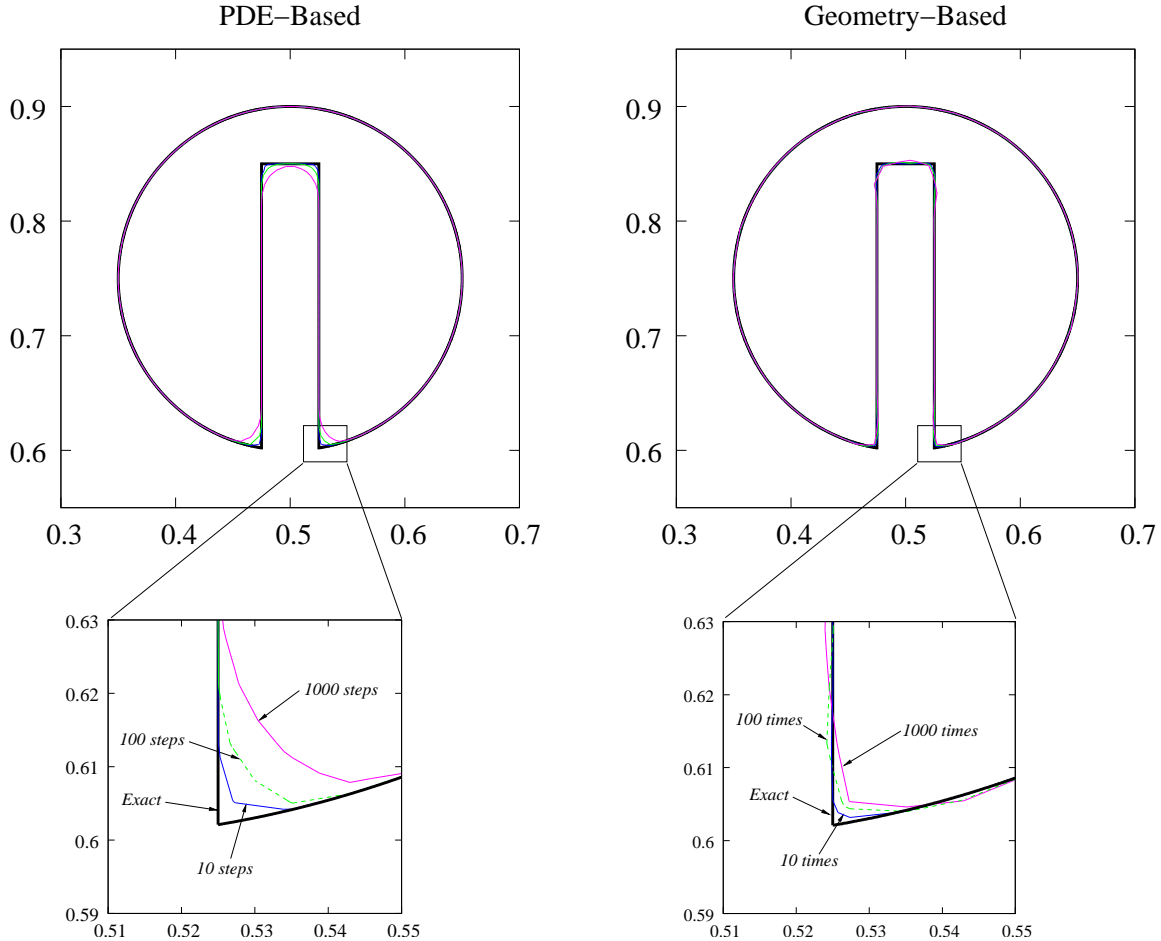 PDE-Based
Geometry-Based
0.9
0.8
0.7
0.6
0.3 0.4 0.5 0.6 0.7
0.9
0.8
0.7
0.6
0.3 0.4 0.5 0.6 0.7
0.63
0.62
0.61
0.6
0.59
0.51 0.52 0.53 0.54 0.55
1000 steps
100 steps
Exact
10 steps
0.63
0.62
0.61
0.6
0.59
0.51 0.52 0.53 0.54 0.55
100 times
1000 times
Exact
10 times